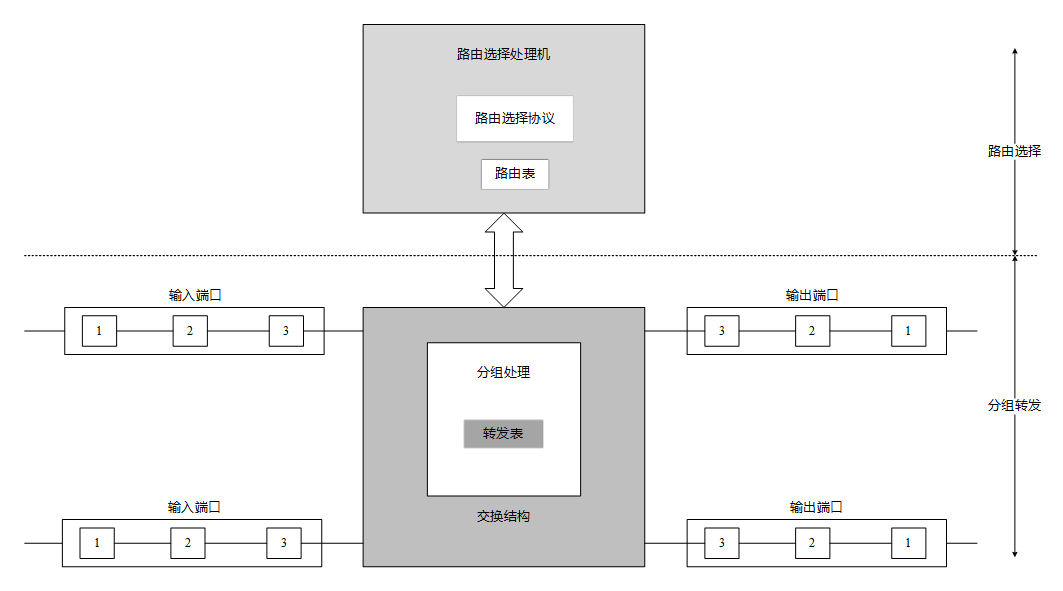 路由选择处理机
路由选择协议
路由选择
路由表
输入端口
输出端口
1 2 3
3 2 1
分组处理
分组转发
转发表
输入端口
输出端口
交换结构
1 2 3
3 2 1